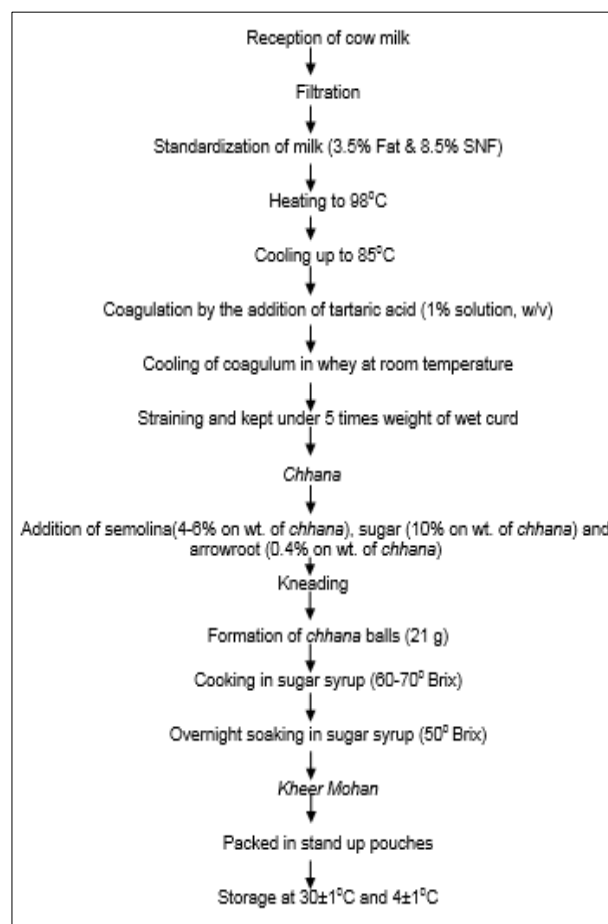 Reception of cow milk
Filtration
Standardization of milk (3.5% Fat & 8.5% SNF)
Heating to 98⁰C
Cooling up to 85⁰C
Coagulation by the addition of tartaric acid (1% solution, w/v)
Cooling of coagulum in whey at room temperature
Straining and kept under 5 times weight of wet curd
Chhana
Addition of semolina(4-6% on wt. of chhana), sugar (10% on wt. of chhana) and
arrowroot (0.4% on wt. of chhana)
Kneading
Formation of chhana balls (21 g)
Cooking in sugar syrup (60-70⁰ Brix)
Overnight soaking in sugar syrup (50⁰ Brix)
Kheer Mohan
Packed in stand up pouches
Storage at 30±1⁰C and 4±1⁰C